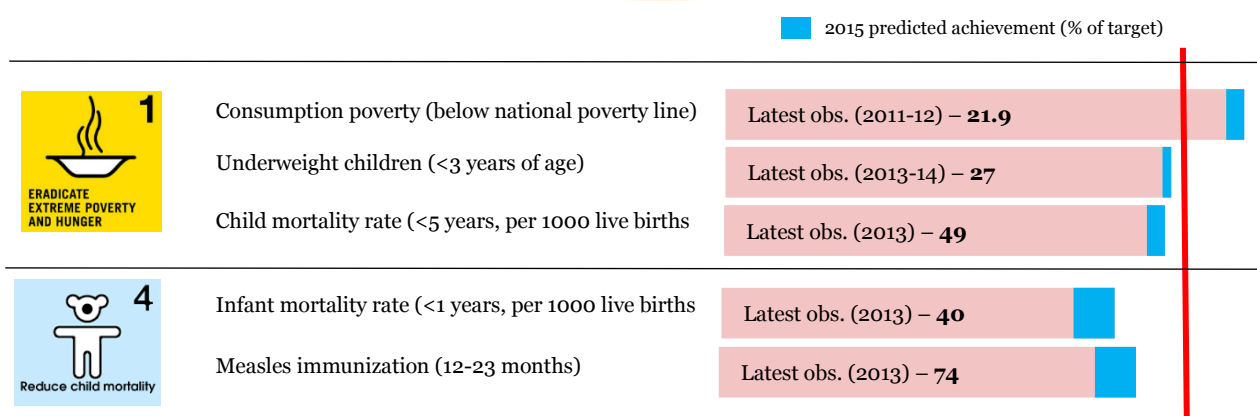 2015 predicted achievement (% of target)
1
ERADICATE
EXTREME POVERTY
AND HUNGER
Consumption poverty (below national poverty line)
Latest obs. (2011-12) – 21.9
Underweight children (<3 years of age)
Latest obs. (2013-14) – 27
Child mortality rate (<5 years, per 1000 live births
Latest obs. (2013) – 49
4
Reduce child mortality
Infant mortality rate (<1 years, per 1000 live births
Latest obs. (2013) – 40
Measles immunization (12-23 months)
Latest obs. (2013) – 74